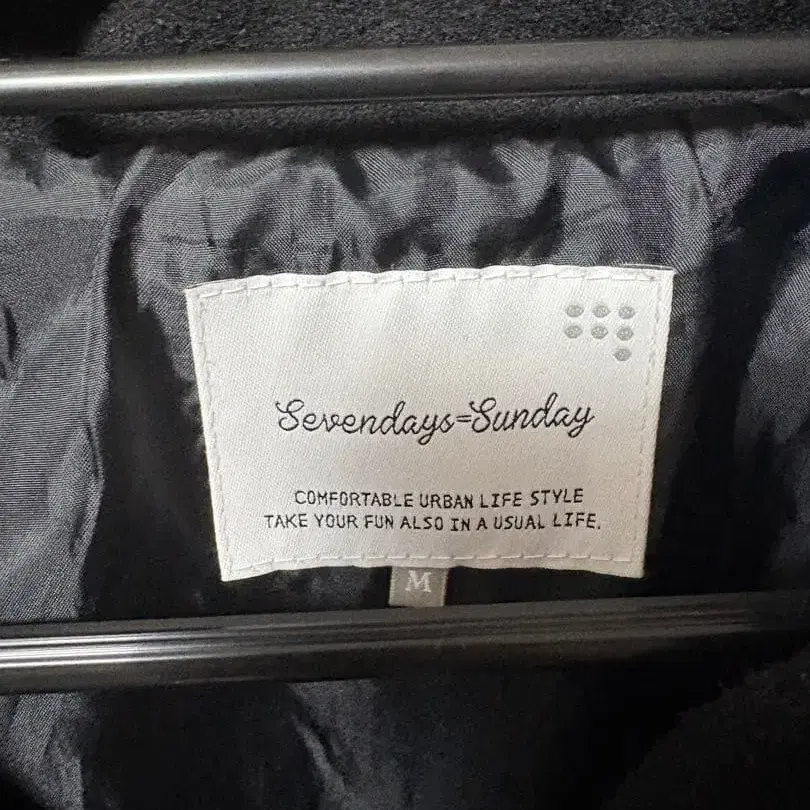 Sevendays=Sunday
COMFORTABLE URBAN LIFE STYLE
TAKE YOUR FUN ALSO IN A USUAL LIFE.
M